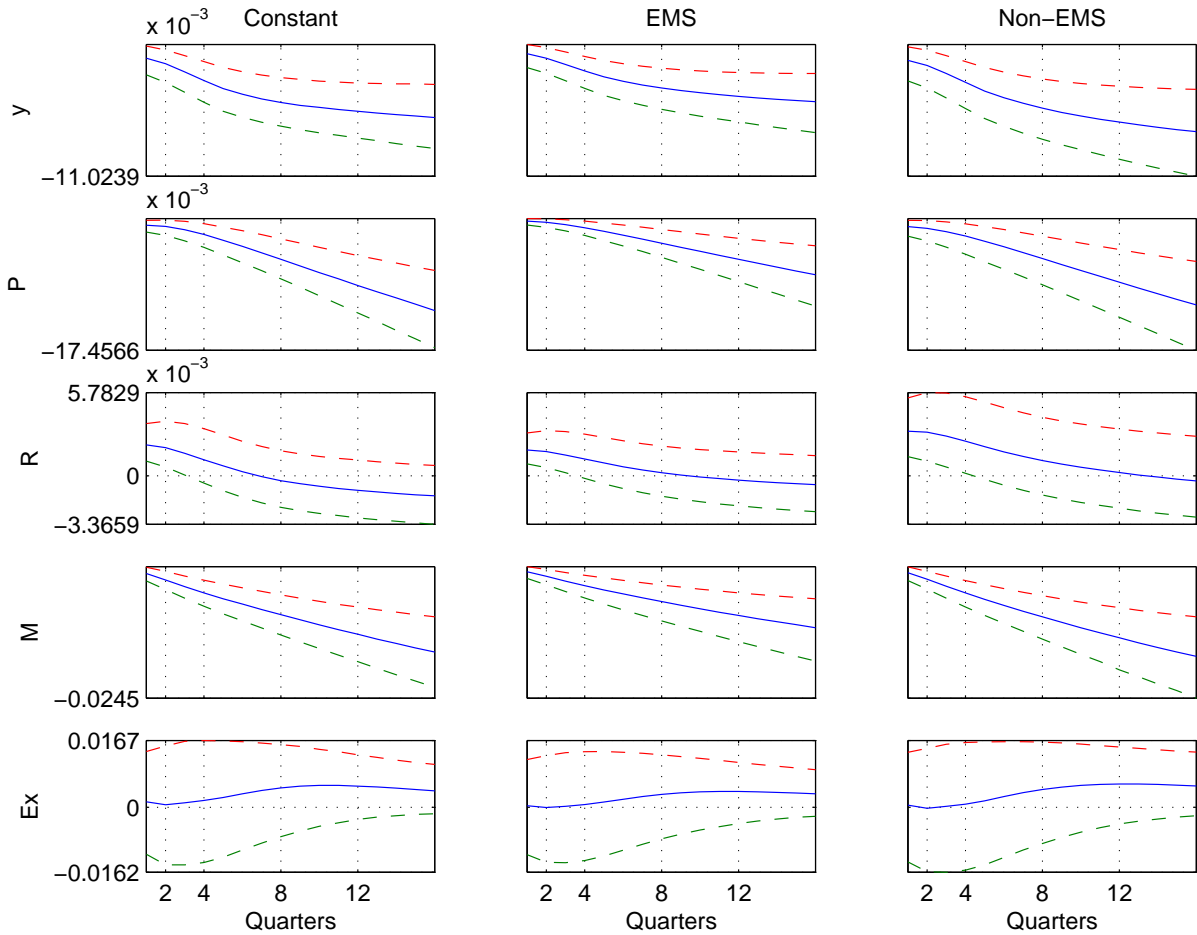 Constant EMS Non−EMS
x 10⁻³
y
−11.0239
x 10⁻³
P
−17.4566
x 10⁻³
5.7829
R
0
−3.3659
M
−0.0245
0.0167
Ex
0
−0.0162
2 4 8 12 2 4 8 12 2 4 8 12
Quarters Quarters Quarters